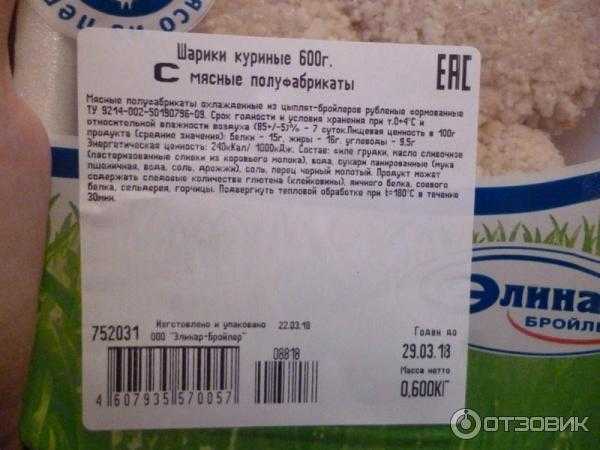 Шарики куриные 600г.
С мясные полуфабрикаты
EAC
Мясные полуфабрикаты охлажденные из цыплят-бройлеров рубленые формованные
ТУ 9214-002-50190796-09. Срок годности и условия хранения при т.0+4°С и
относительной влажности воздуха (85+/-5)% - 7 суток.Пищевая ценность в 100г
продукта (средние значения): белки - 15г, жиры - 16г, углеводы - 9,5г
Энергетическая ценность: 240кКал/ 1000кДж. Состав: филе грудки, масло сливочное
(пастеризованные сливки из коровьего молока), вода, сухари панировочные (мука
пшеничная, вода, соль, дрожжи), соль, перец черный молотый. Продукт может
содержать следовые количества глютена (клейковины), яичного белка, соевого
белка, сельдерея, горчицы. Подвергнуть тепловой обработке при t=180°С в течение
30мин.
Элинар
БРОЙЛЕ
Изготовлено и упаковано 22.03.18
752031 ООО "Элинар-Бройлер"
Годен до
29.03.18
08818
Масса нетто
0,600КГ
4 607935 570057
ОТЗОВИК